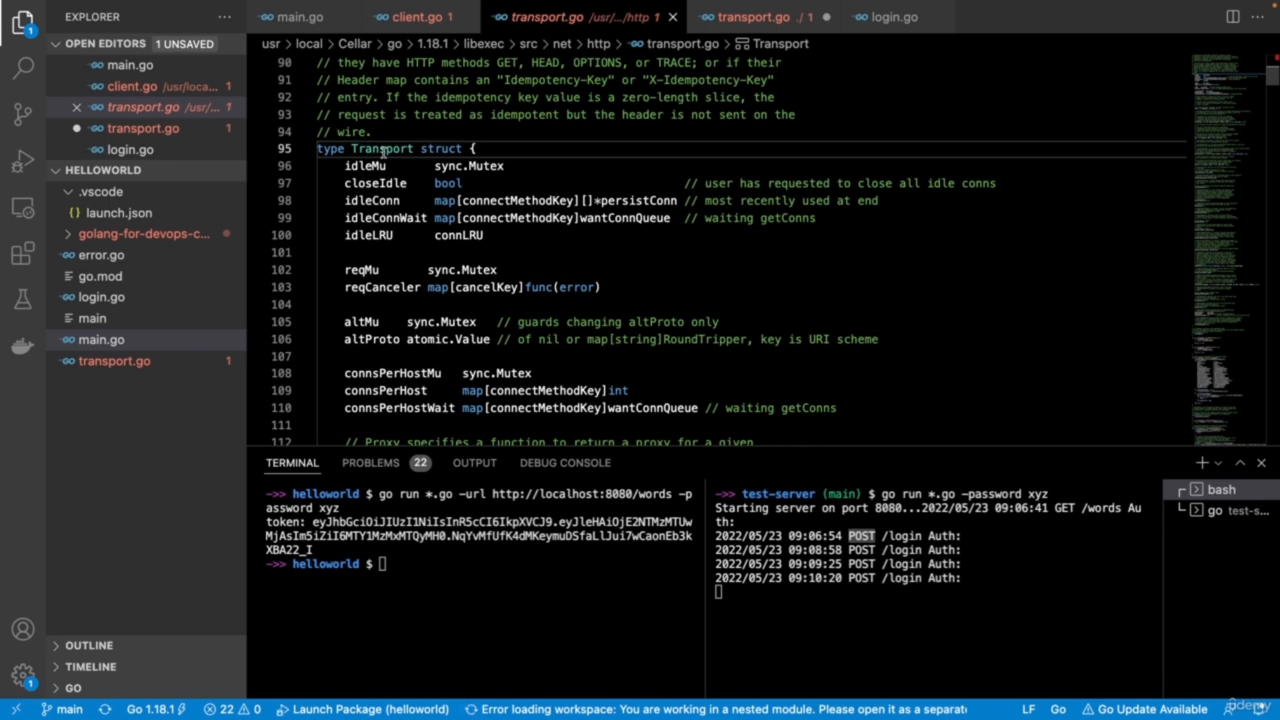 EXPLORER
main.go
client.go 1
transport.go /usr/.../http 1
transport.go ./ 1
login.go
OPEN EDITORS 1 UNSAVED
main.go
client.go /usr/loca... 1
transport.go /usr/... 1
transport.go 1
login.go
HELLOWORLD
.vscode
launch.json
golang-for-devops-c...
error.go
go.mod
login.go
main
main.go
transport.go 1
OUTLINE
TIMELINE
GO
usr > local > Cellar > go > 1.18.1 > libexec > src > net > http > transport.go > Transport
90 // they have HTTP methods GET, HEAD, OPTIONS, or TRACE; or if their
91 // Header map contains an "Idempotency-Key" or "X-Idempotency-Key"
92 // entry. If the idempotency key value is a zero-length slice, the
93 // request is treated as idempotent but the header is not sent on the
94 // wire.
95 type Transport struct {
96 idleMu sync.Mutex
97 closeIdle bool // user has requested to close all idle conns
98 idleConn map[connectMethodKey][]*persistConn // most recently used at end
99 idleConnWait map[connectMethodKey]wantConnQueue // waiting getConns
100 idleLRU connLRU
101
102 reqMu sync.Mutex
103 reqCanceler map[cancelKey]func(error)
104
105 altMu sync.Mutex // guards changing altProto only
106 altProto atomic.Value // of nil or map[string]RoundTripper, key is URI scheme
107
108 connsPerHostMu sync.Mutex
109 connsPerHost map[connectMethodKey]int
110 connsPerHostWait map[connectMethodKey]wantConnQueue // waiting getConns
111
112 // Proxy specifies a function to return a proxy for a given
TERMINAL PROBLEMS 22 OUTPUT DEBUG CONSOLE
->> helloworld $ go run *.go -url http://localhost:8080/words -p
assword xyz
token: eyJhbGciOiJIUzI1NiIsInR5cCI6IkpXVCJ9.eyJleHAiOjE2NTMzMTUw
MjAsIm5iZiI6MTY1MzMxMTQyMH0.NqYvMfUfK4dMKeymuDSfaLlJui7wCaonEb3k
XBA22_I
->> helloworld $
->> test-server (main) $ go run *.go -password xyz
Starting server on port 8080...2022/05/23 09:06:41 GET /words Au
th:
2022/05/23 09:06:54 POST /login Auth:
2022/05/23 09:08:58 POST /login Auth:
2022/05/23 09:09:25 POST /login Auth:
2022/05/23 09:10:20 POST /login Auth:
bash
go test-s...
1
1
main Go 1.18.1 22 0 Launch Package (helloworld) Error loading workspace: You are working in a nested module. Please open it as a separate LF Go Go Update Available
udemy